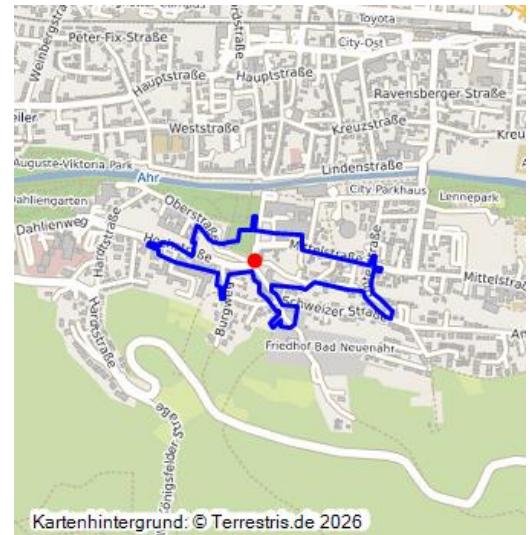 Toyota
Weinbergstraße
Peter-Fix-Straße
Hardtstraße
City-Ost
Hauptstraße
Hauptstraße
Ravensberger Straße
Weststraße
Kreuzstraße
Auguste-Viktoria Park
Lindenstraße
Ahr
City Parkhaus
Lennepark
Oberstraße
Dahlienweg
Hardtstraße
Mittelstraße
Mittelstraße
Burgweg
Schweizer Straße
Friedhof Bad Neuenahr
Hardtstraße
Königsfelder Straße
Kartenhintergrund: © Terrestris.de 2026